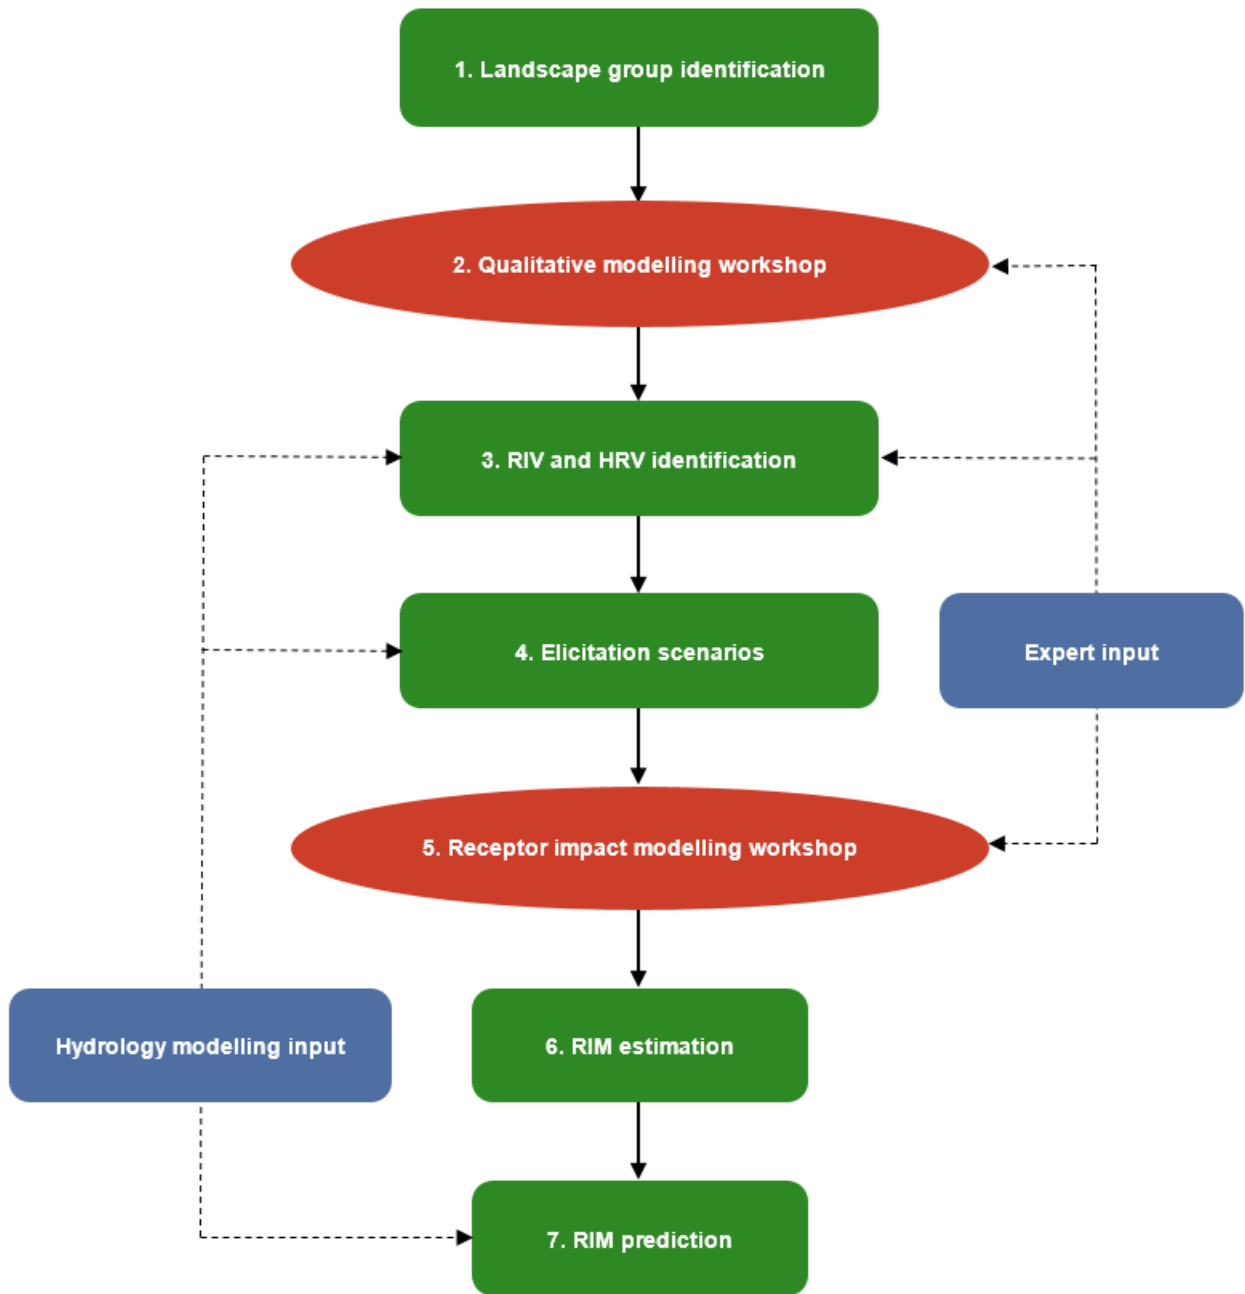 1. Landscape group identification
2. Qualitative modelling workshop
3. RIV and HRV identification
4. Elicitation scenarios
Expert input
5. Receptor impact modelling workshop
Hydrology modelling input
6. RIM estimation
7. RIM prediction